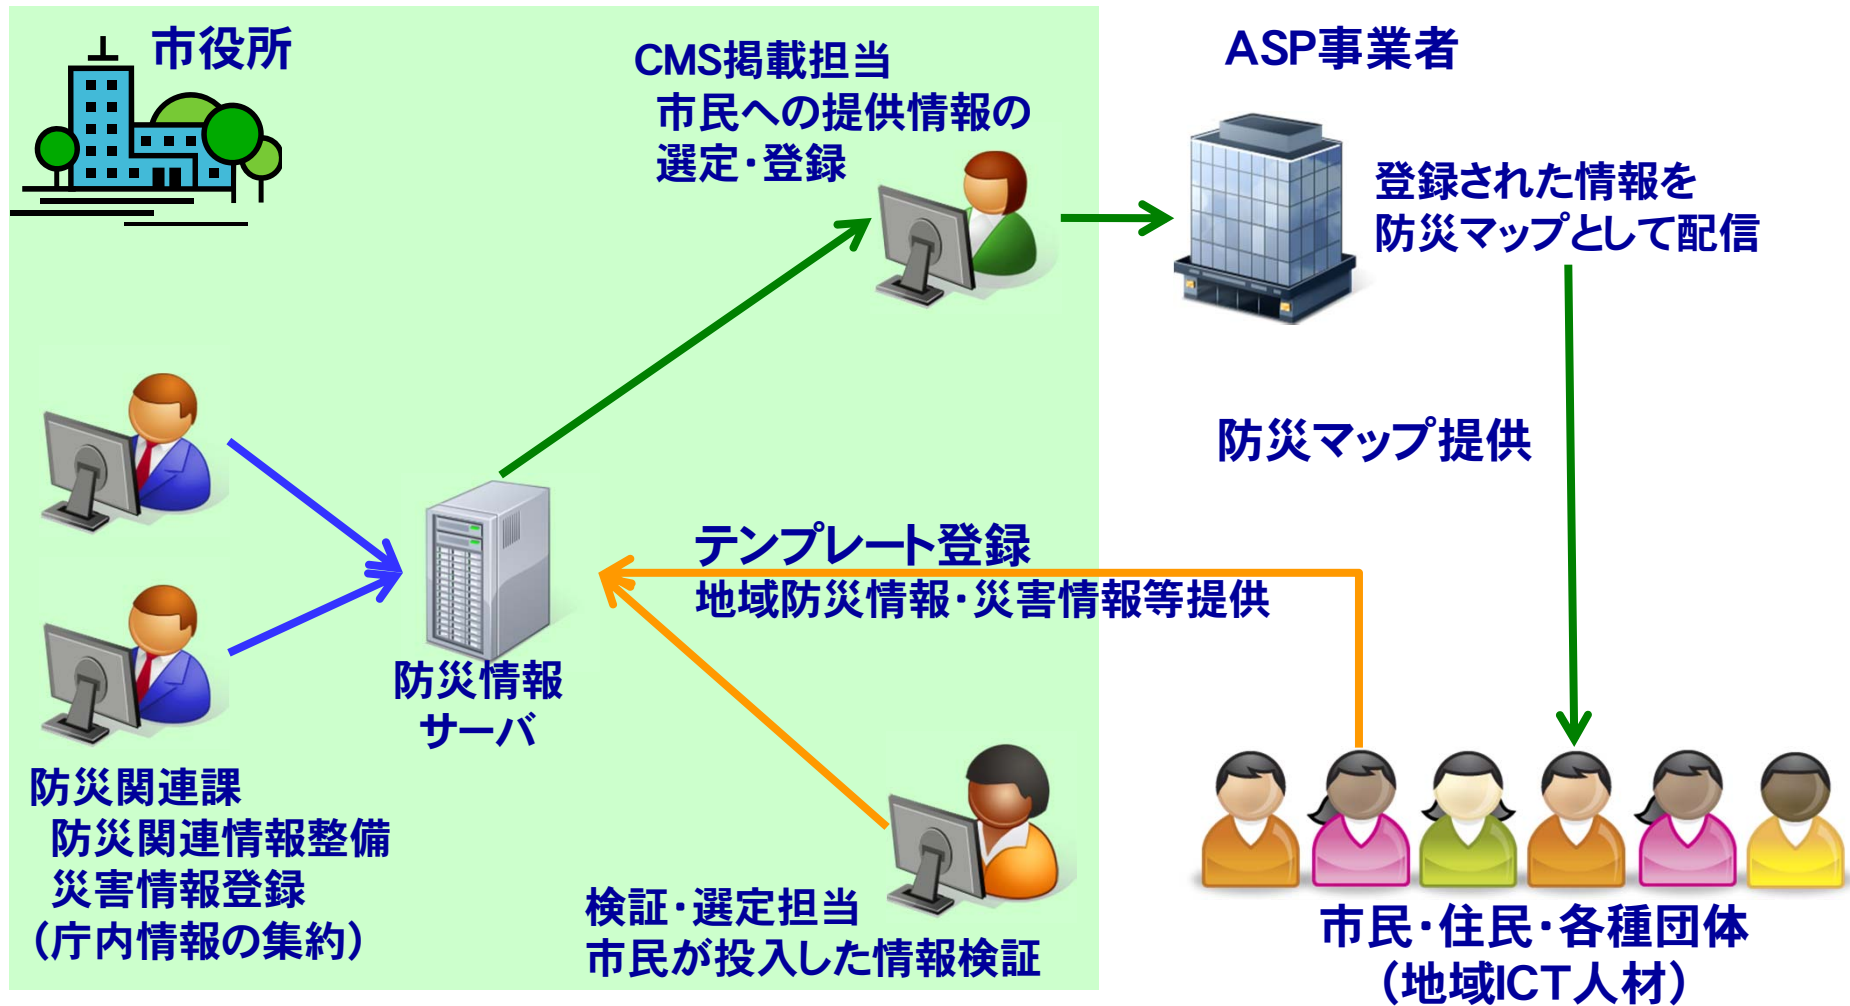 市役所
CMS掲載担当
市民への提供情報の
選定・登録
ASP事業者
登録された情報を
防災マップとして配信
防災マップ提供
テンプレート登録
地域防災情報・災害情報等提供
防災情報
サーバ
防災関連課
防災関連情報整備
災害情報登録
（庁内情報の集約）
検証・選定担当
市民が投入した情報検証
市民・住民・各種団体
（地域ICT人材）